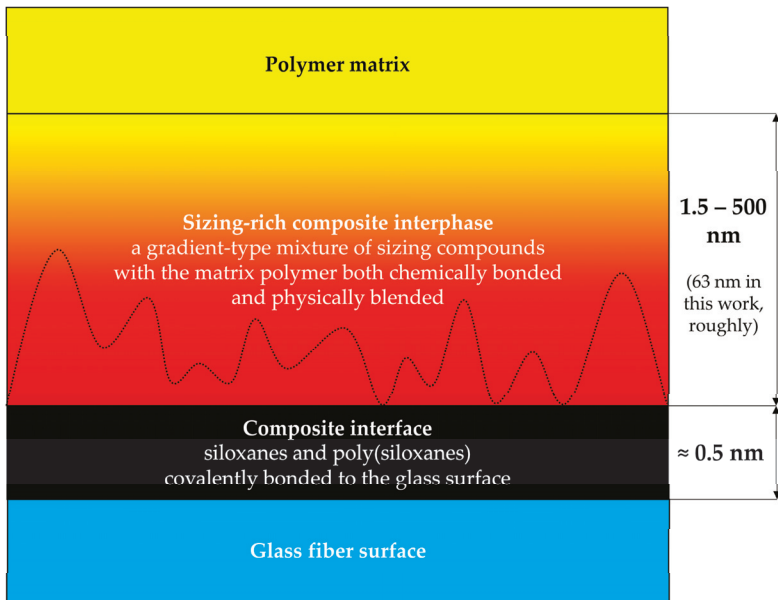 Polymer matrix
Sizing-rich composite interphase
a gradient-type mixture of sizing compounds
with the matrix polymer both chemically bonded
and physically blended
1.5 – 500
nm
(63 nm in
this work,
roughly)
Composite interface
siloxanes and poly(siloxanes)
covalently bonded to the glass surface
≈ 0.5 nm
Glass fiber surface